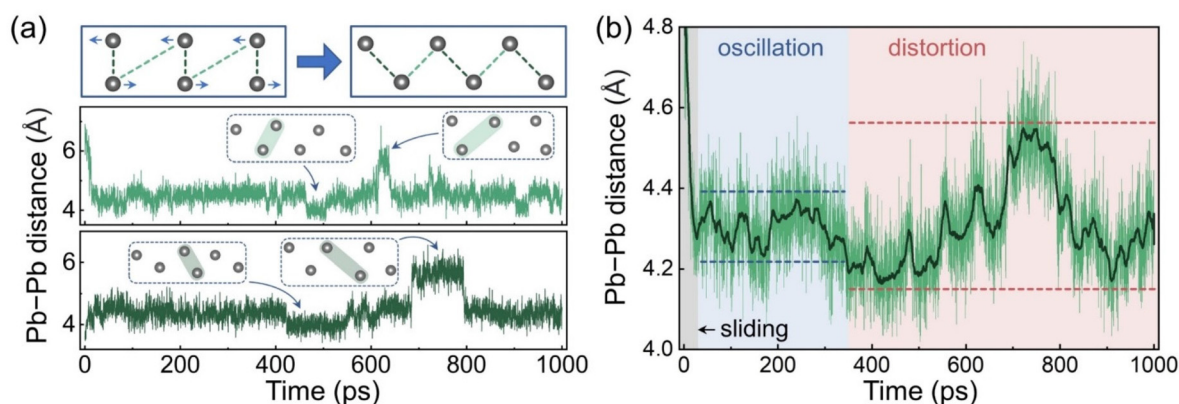 (a)
Pb−Pb distance (Å)
6
4
6
4
0 200 400 600 800 1000
Time (ps)
(b)
Pb−Pb distance (Å)
4.8
4.6
4.4
4.2
4.0
oscillation
distortion
sliding
0 200 400 600 800 1000
Time (ps)